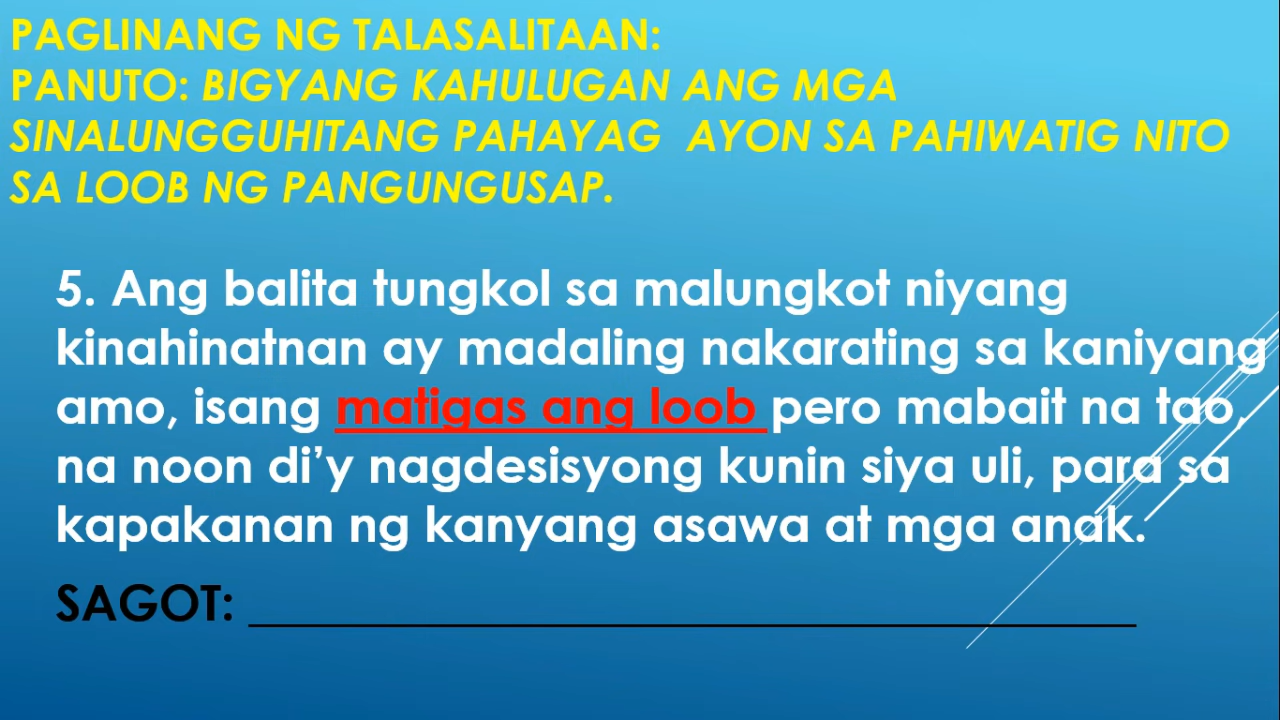 PAGLINANG NG TALASALITAAN:
PANUTO: BIGYANG KAHULUGAN ANG MGA
SINALUNGGUHITANG PAHAYAG AYON SA PAHIWATIG NITO
SA LOOB NG PANGUNGUSAP.
5. Ang balita tungkol sa malungkot niyang
kinahinatnan ay madaling nakarating sa kaniyang
amo, isang matigas ang loob pero mabait na tao,
na noon di’y nagdesisyong kunin siya uli, para sa
kapakanan ng kanyang asawa at mga anak.
SAGOT: ___________________________________